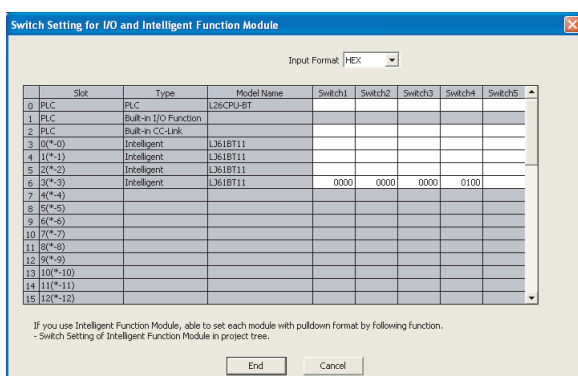 Switch Setting for I/O and Intelligent Function Module
Input Format HEX
Slot Type Model Name Switch1 Switch2 Switch3 Switch4 Switch5
0 PLC PLC L26CPU-BT
1 PLC Built-in I/O Function
2 PLC Built-in CC-Link
3 0(*-0) Intelligent LJ61BT11
4 1(*-1) Intelligent LJ61BT11
5 2(*-2) Intelligent LJ61BT11
6 3(*-3) Intelligent LJ61BT11 0000 0000 0000 0100
7 4(*-4)
8 5(*-5)
9 6(*-6)
10 7(*-7)
11 8(*-8)
12 9(*-9)
13 10(*-10)
14 11(*-11)
15 12(*-12)
If you use Intelligent Function Module, able to set each module with pulldown format by following function.
- Switch Setting of Intelligent Function Module in project tree.
End Cancel